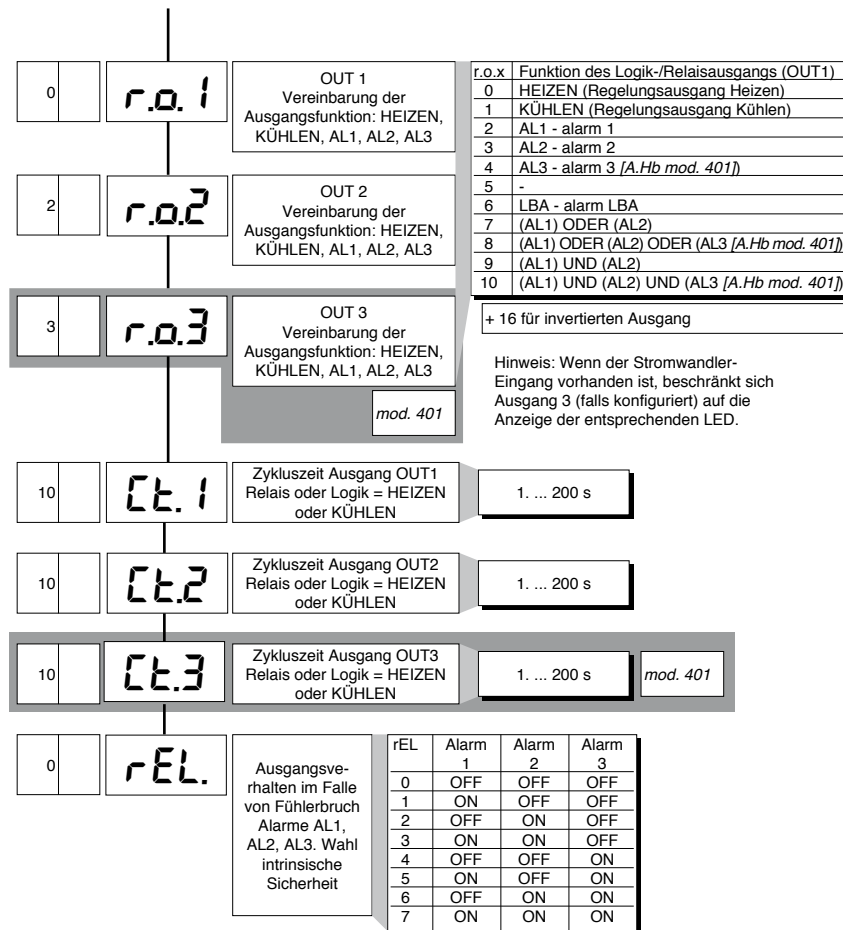 0
r.o.1
OUT 1
Vereinbarung der
Ausgangsfunktion: HEIZEN,
KÜHLEN, AL1, AL2, AL3
r.o.x Funktion des Logik-/Relaisausgangs (OUT1)
0 HEIZEN (Regelungsausgang Heizen)
1 KÜHLEN (Regelungsausgang Kühlen)
2 AL1 - alarm 1
3 AL2 - alarm 2
4 AL3 - alarm 3 [A.Hb mod. 401])
5 -
6 LBA - alarm LBA
7 (AL1) ODER (AL2)
8 (AL1) ODER (AL2) ODER (AL3 [A.Hb mod. 401])
9 (AL1) UND (AL2)
10 (AL1) UND (AL2) UND (AL3 [A.Hb mod. 401])
+ 16 für invertierten Ausgang
2
r.o.2
OUT 2
Vereinbarung der
Ausgangsfunktion: HEIZEN,
KÜHLEN, AL1, AL2, AL3
3
r.o.3
OUT 3
Vereinbarung der
Ausgangsfunktion: HEIZEN,
KÜHLEN, AL1, AL2, AL3
mod. 401
Hinweis: Wenn der Stromwandler-
Eingang vorhanden ist, beschränkt sich
Ausgang 3 (falls konfiguriert) auf die
Anzeige der entsprechenden LED.
10
Ct.1
Zykluszeit Ausgang OUT1
Relais oder Logik = HEIZEN
oder KÜHLEN
1. ... 200 s
10
Ct.2
Zykluszeit Ausgang OUT2
Relais oder Logik = HEIZEN
oder KÜHLEN
1. ... 200 s
10
Ct.3
Zykluszeit Ausgang OUT3
Relais oder Logik = HEIZEN
oder KÜHLEN
1. ... 200 s
mod. 401
0
rEL.
Ausgangsve-
rhalten im Falle
von Fühlerbruch
Alarme AL1,
AL2, AL3. Wahl
intrinsische
Sicherheit
rEL Alarm 1 Alarm 2 Alarm 3
0 OFF OFF OFF
1 ON OFF OFF
2 OFF ON OFF
3 ON ON OFF
4 OFF OFF ON
5 ON OFF ON
6 OFF ON ON
7 ON ON ON